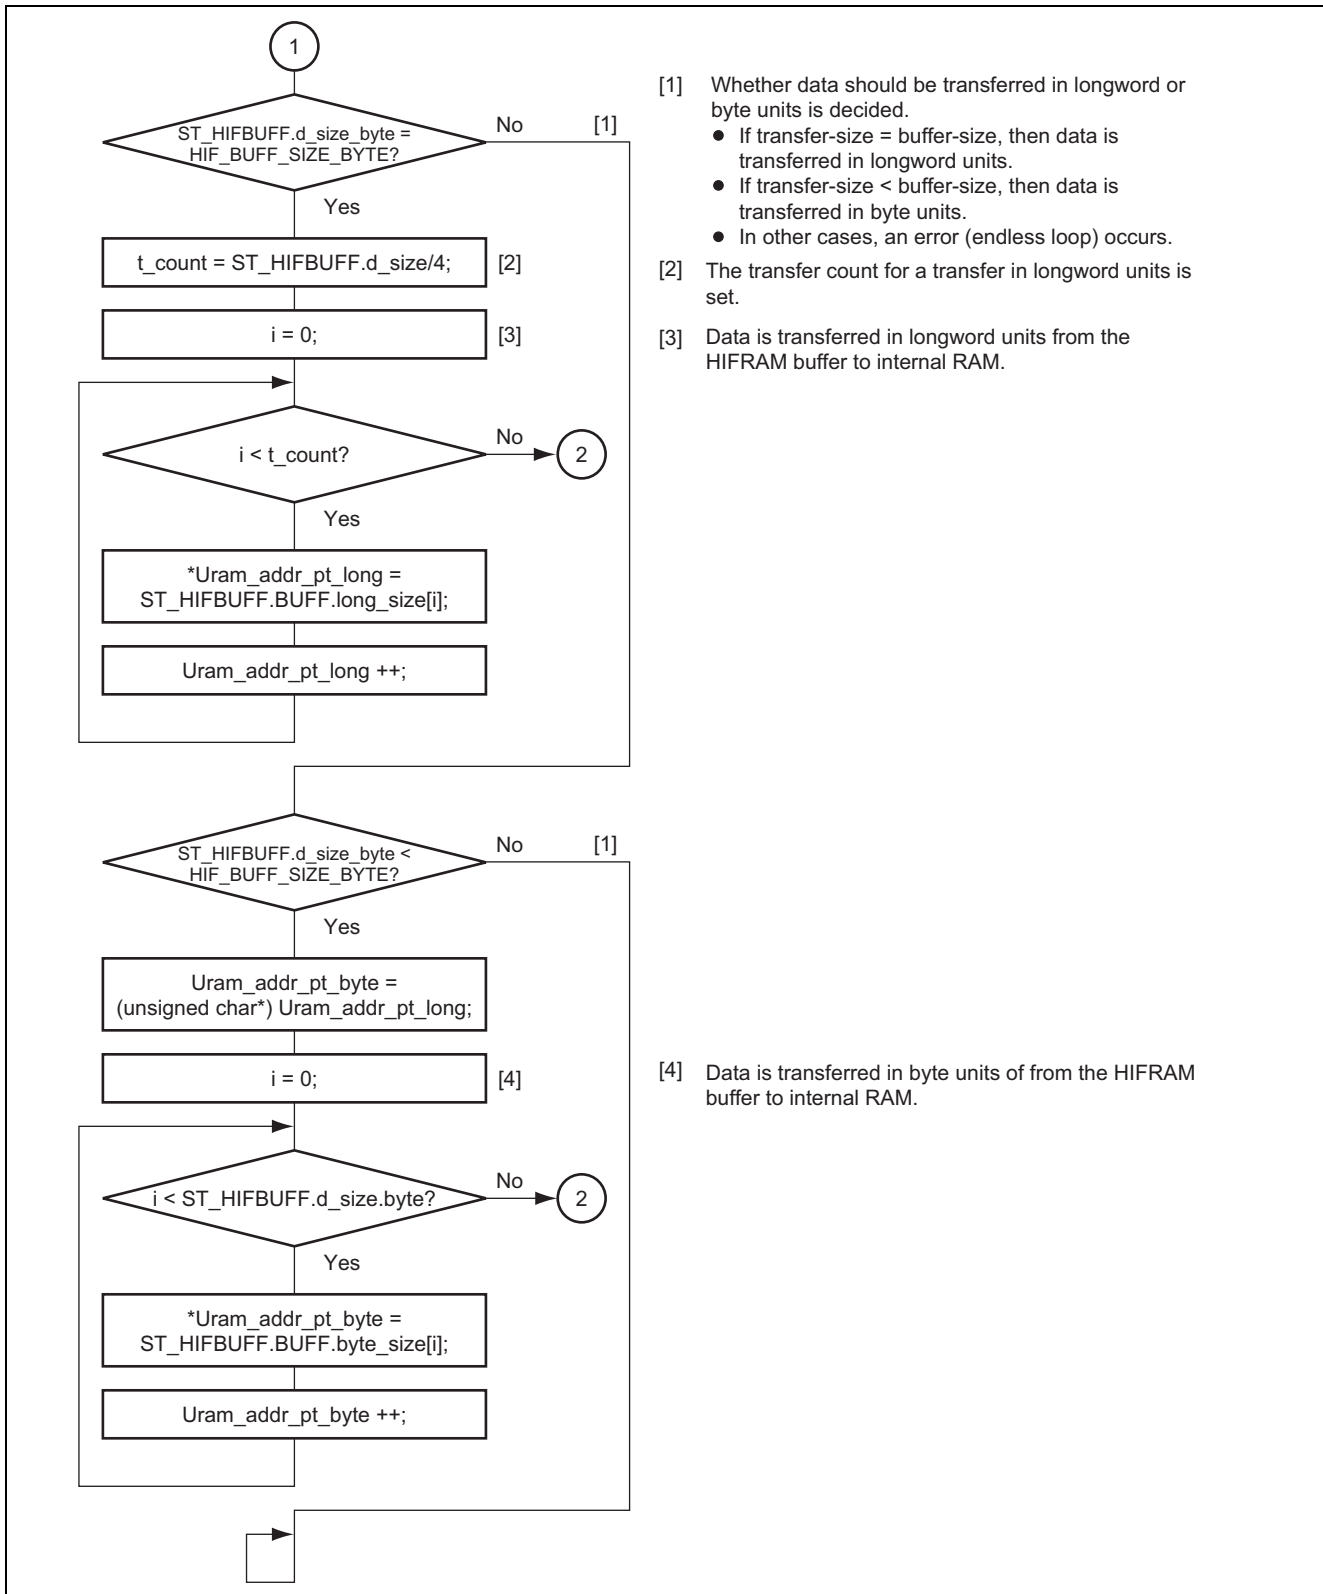 1
ST_HIFBUFF.d_size_byte =
HIF_BUFF_SIZE_BYTE?
No
[1]
Yes
t_count = ST_HIFBUFF.d_size/4;
[2]
i = 0;
[3]
i < t_count?
No
2
Yes
*Uram_addr_pt_long =
ST_HIFBUFF.BUFF.long_size[i];
Uram_addr_pt_long ++;
[1] Whether data should be transferred in longword or
byte units is decided.
● If transfer-size = buffer-size, then data is
transferred in longword units.
● If transfer-size < buffer-size, then data is
transferred in byte units.
● In other cases, an error (endless loop) occurs.
[2] The transfer count for a transfer in longword units is
set.
[3] Data is transferred in longword units from the
HIFRAM buffer to internal RAM.
ST_HIFBUFF.d_size_byte <
HIF_BUFF_SIZE_BYTE?
No
[1]
Yes
Uram_addr_pt_byte =
(unsigned char*) Uram_addr_pt_long;
i = 0;
[4]
i < ST_HIFBUFF.d_size.byte?
No
2
Yes
*Uram_addr_pt_byte =
ST_HIFBUFF.BUFF.byte_size[i];
Uram_addr_pt_byte ++;
[4] Data is transferred in byte units of from the HIFRAM
buffer to internal RAM.